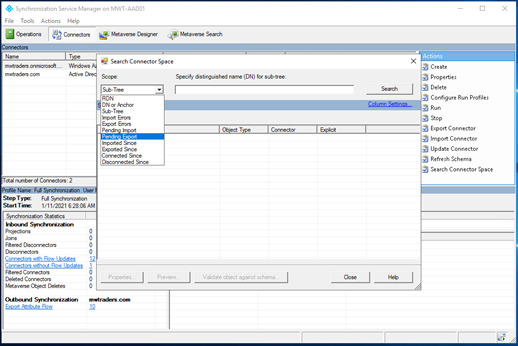 Synchronization Service Manager on MWT-AAD01
File Tools Actions Help
Operations Connectors Metaverse Designer Metaverse Search
Connectors
Name Type
mwtraders.onmicrosoft.... Windows Az
mwtraders.com Active Direc
Total number of Connectors: 2
Profile Name: Full Synchronization User N
Step Type: Full Synchronization
Start Time: 1/11/2021 6:28:06 AM
Synchronization Statistics
Inbound Synchronization
Projections 0
Joins 0
Filtered Disconnectors 0
Disconnectors 0
Connectors with Flow Updates 12
Connectors without Flow Updates 1
Filtered Connectors 0
Deleted Connectors 0
Metaverse Object Deletes 0
Outbound Synchronization mwtraders.com
Export Attribute Flow 10
Search Connector Space
Scope: Specify distinguished name (DN) for sub-tree:
Sub-Tree Search
RDN
DN or Anchor
Sub-Tree
Import Errors
Export Errors
Pending Import
Pending Export
Imported Since
Exported Since
Connected Since
Disconnected Since
Column Settings...
Object Type Connector Explicit
Properties... Preview... Validate object against schema... Close Help
Actions
Create
Properties
Delete
Configure Run Profiles
Run
Stop
Export Connector
Import Connector
Update Connector
Refresh Schema
Search Connector Space